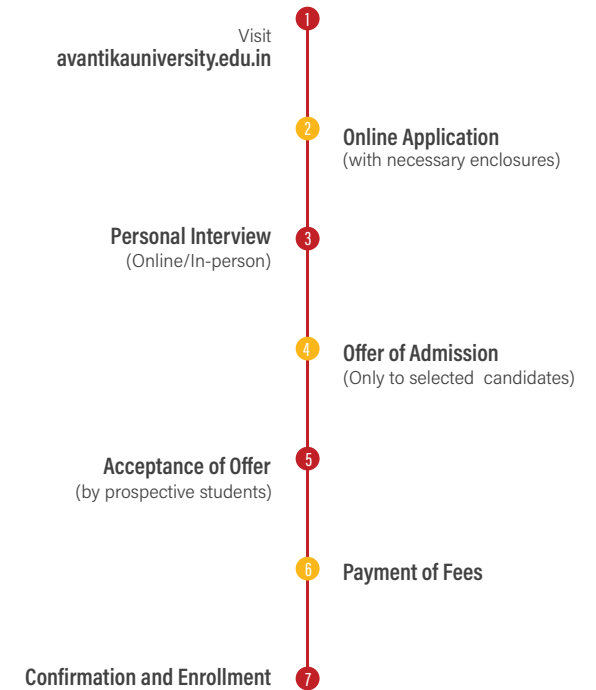 1
Visit
avantikauniversity.edu.in
2
Online Application
(with necessary enclosures)
3
Personal Interview
(Online/In-person)
4
Offer of Admission
(Only to selected candidates)
5
Acceptance of Offer
(by prospective students)
6
Payment of Fees
7
Confirmation and Enrollment